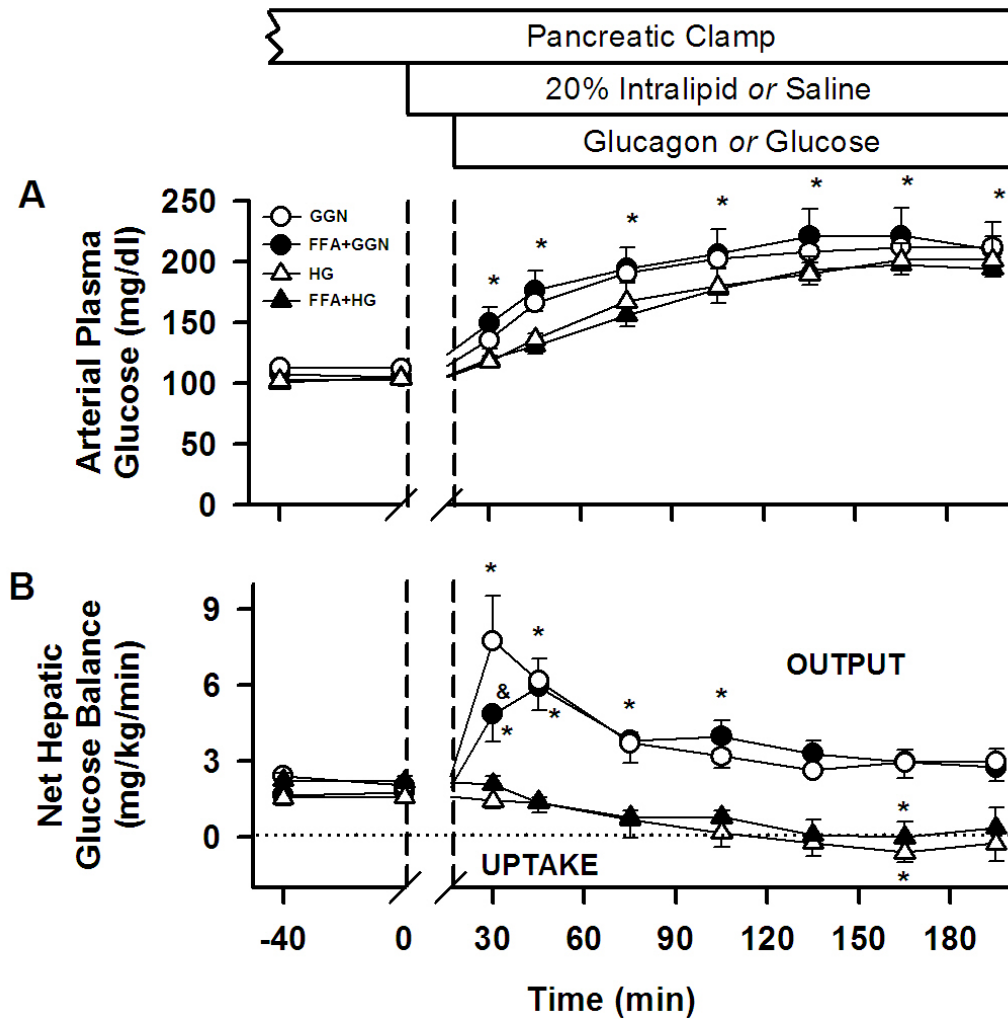 Pancreatic Clamp
20% Intralipid or Saline
Glucagon or Glucose
A
Arterial Plasma
Glucose (mg/dl)
250
200
150
100
50
0
GGN
FFA+GGN
HG
FFA+HG
* * * * * * *
B
Net Hepatic
Glucose Balance
(mg/kg/min)
9
6
3
0
*
*
&
*
*
*
*
OUTPUT
*
*
UPTAKE
-40 0 30 60 90 120 150 180
Time (min)